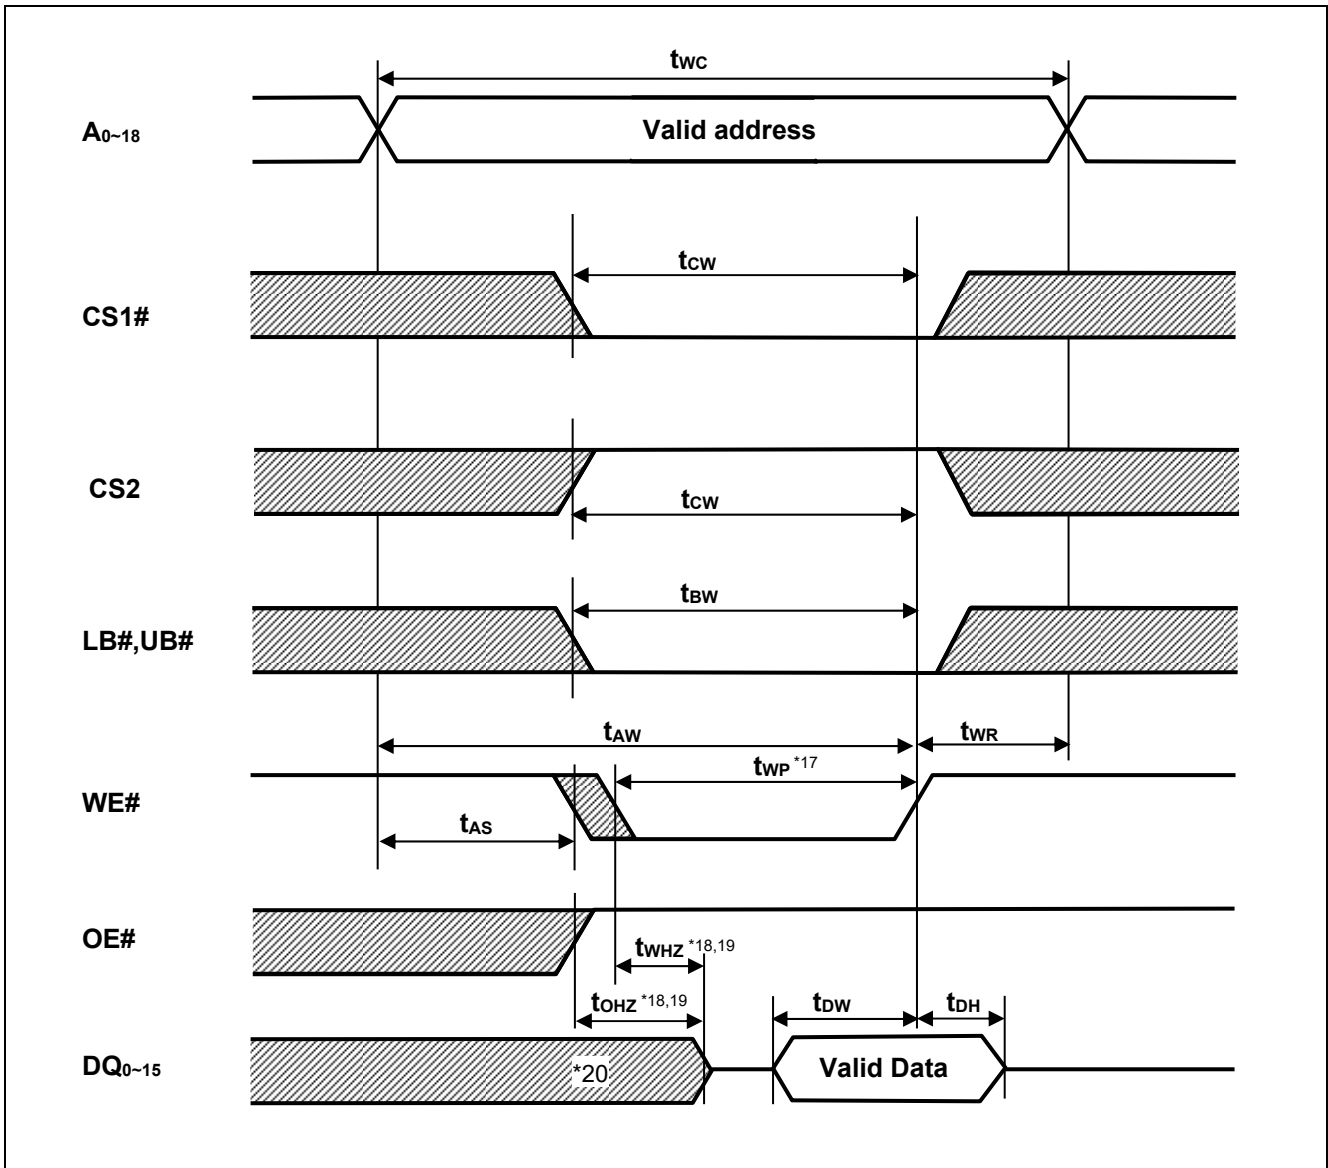 tWC
A0~18
Valid address
tCW
CS1#
CS2
tCW
tBW
LB#,UB#
tAW
tWR
tWP *17
WE#
tAS
OE#
tWHZ *18,19
tOHZ *18,19
tDW
tDH
DQ0~15
*20
Valid Data